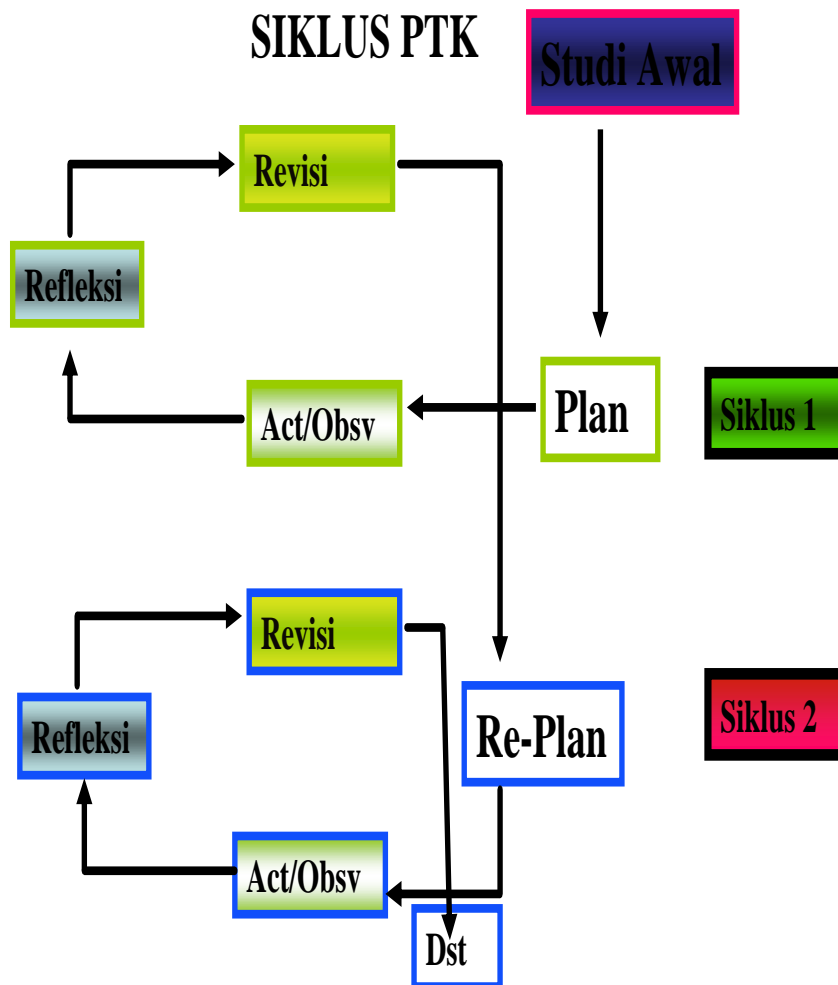 SIKLUS PTK
Studi Awal
Revisi
Refleksi
Act/Obsv
Plan
Siklus 1
Revisi
Refleksi
Re-Plan
Siklus 2
Act/Obsv
Dst